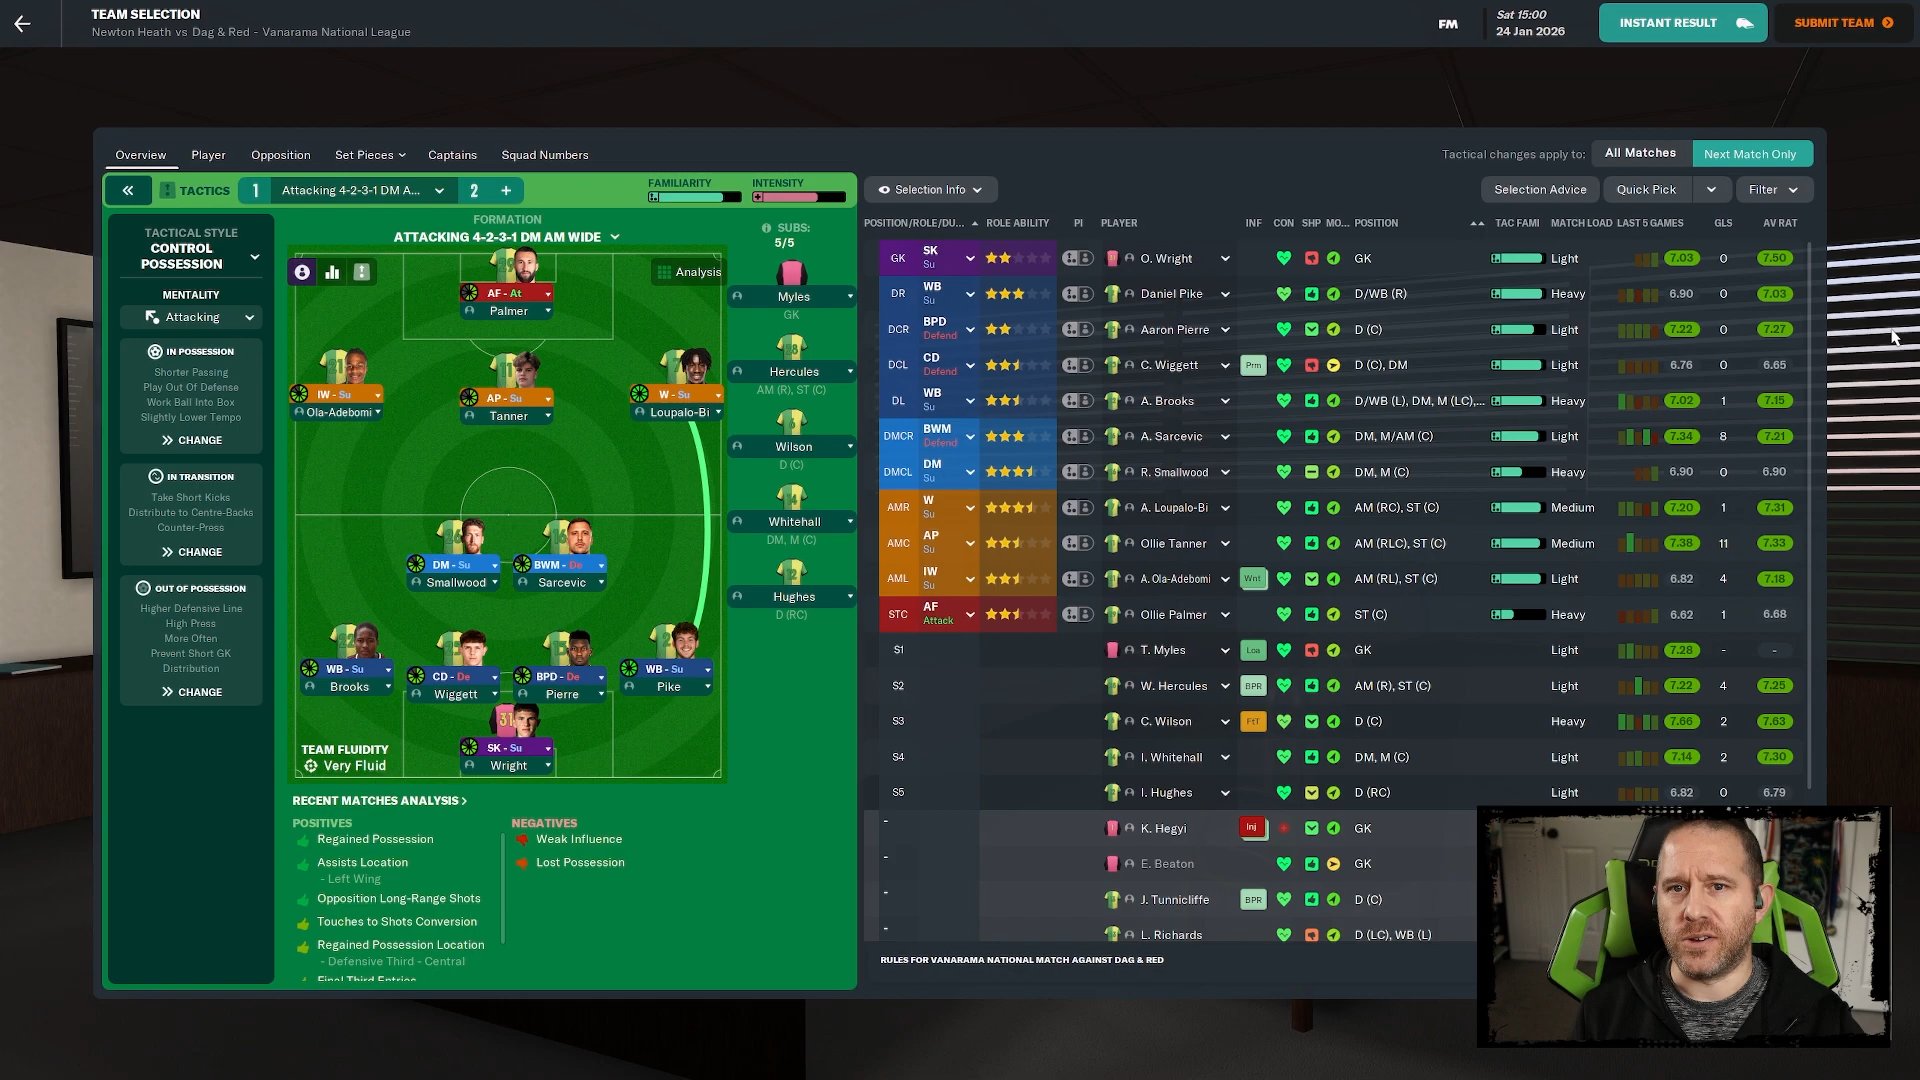 TEAM SELECTION
Newton Heath vs Dag & Red - Vanarama National League
FM
Sat 15:00
24 Jan 2026
INSTANT RESULT
SUBMIT TEAM
Overview
Player
Opposition
Set Pieces
Captains
Squad Numbers
Tactical changes apply to:
All Matches
Next Match Only
TACTICS
1
Attacking 4-2-3-1 DM A...
2
FAMILIARITY
INTENSITY
Selection Info
Selection Advice
Quick Pick
Filter
TACTICAL STYLE
CONTROL
POSSESSION
MENTALITY
Attacking
IN POSSESSION
Shorter Passing
Play Out Of Defense
Work Ball Into Box
Slightly Lower Tempo
CHANGE
IN TRANSITION
Take Short Kicks
Distribute to Centre-Backs
Counter-Press
CHANGE
OUT OF POSSESSION
Higher Defensive Line
High Press
More Often
Prevent Short GK
Distribution
CHANGE
FORMATION
ATTACKING 4-2-3-1 DM AM WIDE
Analysis
AF - At
Palmer
21
IW - Su
Ola-Adebomi
11
AP - Su
Tanner
W - Su
Loupalo-Bi
26
DM - Su
Smallwood
16
BWM - De
Sarcevic
22
WB - Su
Brooks
CD - De
Wiggett
BPD - De
Pierre
2
WB - Su
Pike
31
SK - Su
Wright
TEAM FLUIDITY
Very Fluid
SUBS:
5/5
Myles
GK
Hercules
AM (R), ST (C)
Wilson
D (C)
14
Whitehall
DM, M (C)
12
Hughes
D (RC)
RECENT MATCHES ANALYSIS
POSITIVES
Regained Possession
Assists Location
- Left Wing
Opposition Long-Range Shots
Touches to Shots Conversion
Regained Possession Location
- Defensive Third - Central
Final Third Entries
NEGATIVES
Weak Influence
Lost Possession
POSITION/ROLE/DU... ROLE ABILITY PI PLAYER INF CON SHP MO... POSITION TAC FAMI MATCH LOAD LAST 5 GAMES GLS AV RAT
GK SK Su O. Wright GK Light 7.03 0 7.50
DR WB Su Daniel Pike D/WB (R) Heavy 6.90 0 7.03
DCR BPD Defend Aaron Pierre D (C) Light 7.22 0 7.27
DCL CD Defend C. Wiggett Prm D (C), DM Light 6.76 0 6.65
DL WB Su A. Brooks D/WB (L), DM, M (LC),... Heavy 7.02 1 7.15
DMCR BWM Defend A. Sarcevic DM, M/AM (C) Light 7.34 8 7.21
DMCL DM Su R. Smallwood DM, M (C) Heavy 6.90 0 6.90
AMR W Su A. Loupalo-Bi AM (RC), ST (C) Medium 7.20 1 7.31
AMC AP Su Ollie Tanner AM (RLC), ST (C) Medium 7.38 11 7.33
AML IW Su A. Ola-Adebomi Wnt AM (RL), ST (C) Light 6.82 4 7.18
STC AF Attack Ollie Palmer ST (C) Heavy 6.62 1 6.68
S1 T. Myles Loa GK Light 7.28 - -
S2 W. Hercules BPR AM (R), ST (C) Light 7.22 4 7.25
S3 C. Wilson FtT D (C) Heavy 7.66 2 7.63
S4 I. Whitehall DM, M (C) Light 7.14 2 7.30
S5 I. Hughes D (RC) Light 6.82 0 6.79
- K. Hegyi Inj GK
- E. Beaton GK
- J. Tunnicliffe BPR D (C)
- L. Richards D (LC), WB (L)
RULES FOR VANARAMA NATIONAL MATCH AGAINST DAG & RED